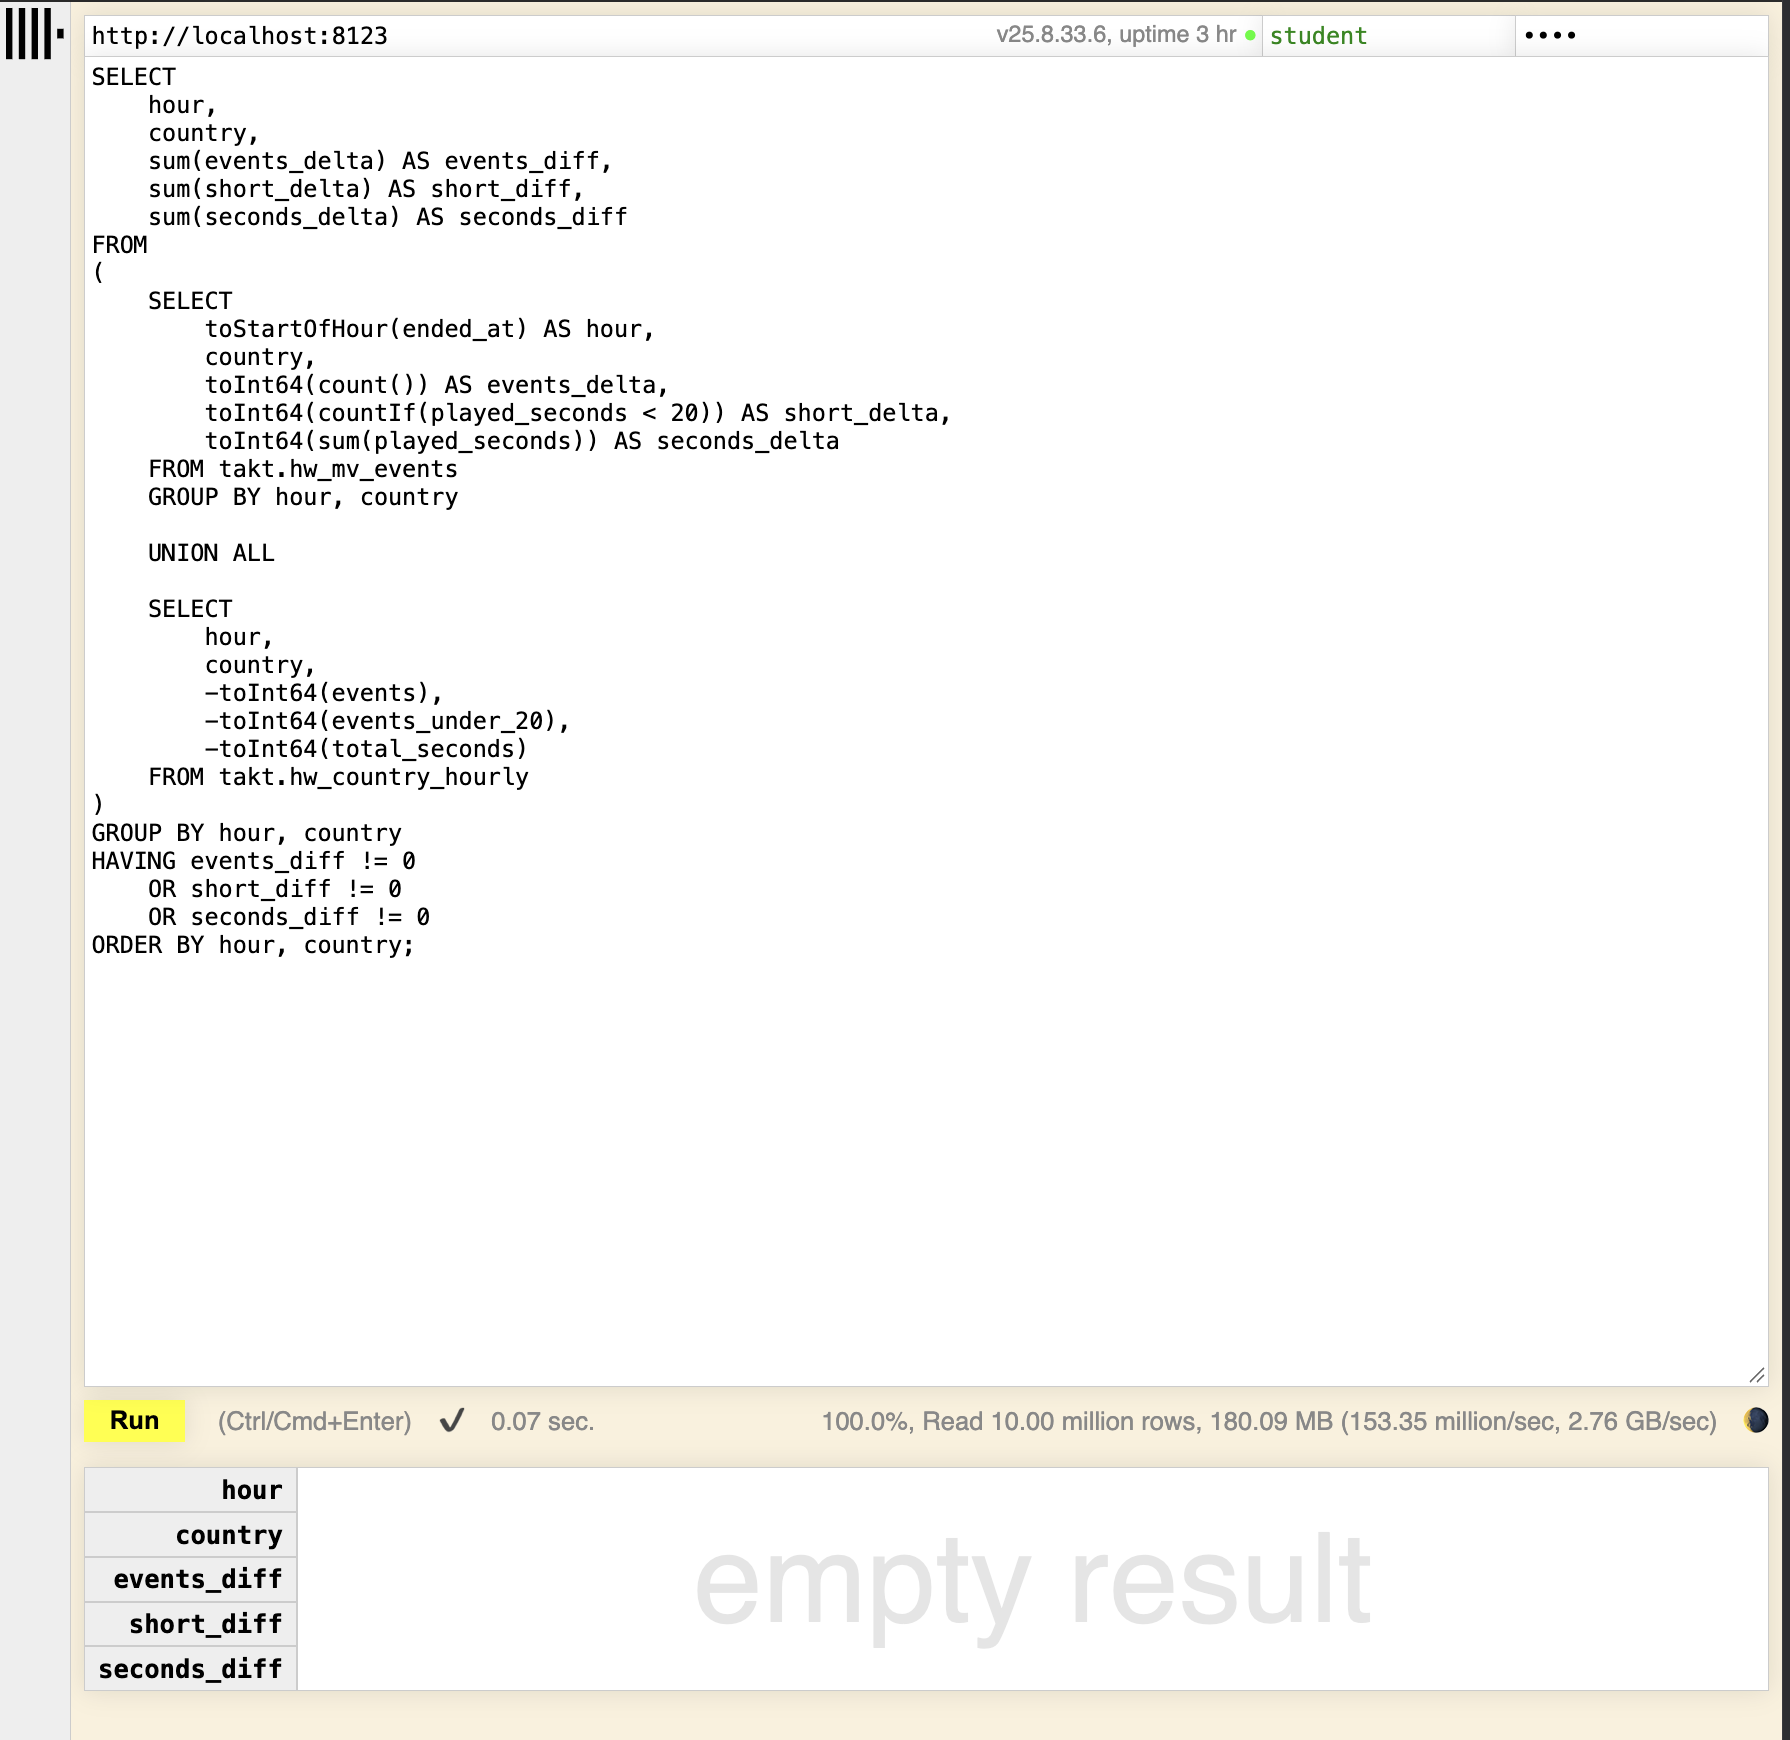 http://localhost:8123 v25.8.33.6, uptime 3 hr student ••••
SELECT
    hour,
    country,
    sum(events_delta) AS events_diff,
    sum(short_delta) AS short_diff,
    sum(seconds_delta) AS seconds_diff
FROM
(
    SELECT
        toStartOfHour(ended_at) AS hour,
        country,
        toInt64(count()) AS events_delta,
        toInt64(countIf(played_seconds < 20)) AS short_delta,
        toInt64(sum(played_seconds)) AS seconds_delta
    FROM takt.hw_mv_events
    GROUP BY hour, country

    UNION ALL

    SELECT
        hour,
        country,
        -toInt64(events),
        -toInt64(events_under_20),
        -toInt64(total_seconds)
    FROM takt.hw_country_hourly
)
GROUP BY hour, country
HAVING events_diff != 0
    OR short_diff != 0
    OR seconds_diff != 0
ORDER BY hour, country;
Run (Ctrl/Cmd+Enter) ✔ 0.07 sec. 100.0%, Read 10.00 million rows, 180.09 MB (153.35 million/sec, 2.76 GB/sec)
hour
country
events_diff
short_diff
seconds_diff
empty result